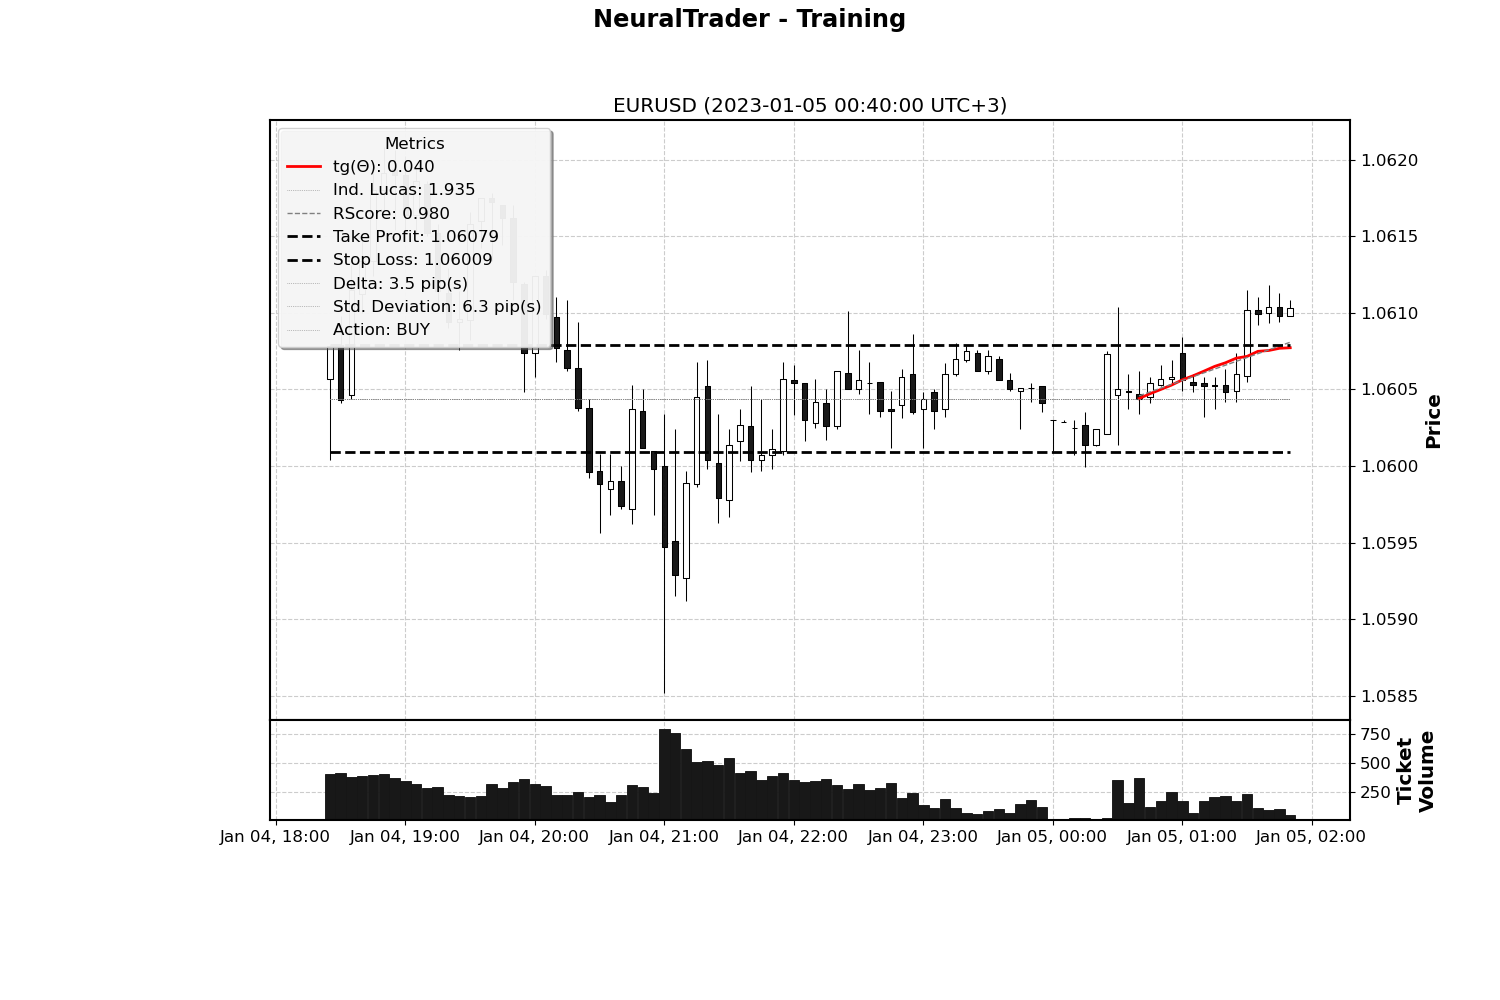 NeuralTrader - Training
EURUSD (2023-01-05 00:40:00 UTC+3)
Metrics
tg(Θ): 0.040
Ind. Lucas: 1.935
RScore: 0.980
Take Profit: 1.06079
Stop Loss: 1.06009
Delta: 3.5 pip(s)
Std. Deviation: 6.3 pip(s)
Action: BUY
1.0620
1.0615
1.0610
1.0605
1.0600
1.0595
1.0590
1.0585
Price
750
500
250
Ticket
Volume
Jan 04, 18:00 Jan 04, 19:00 Jan 04, 20:00 Jan 04, 21:00 Jan 04, 22:00 Jan 04, 23:00 Jan 05, 00:00 Jan 05, 01:00 Jan 05, 02:00